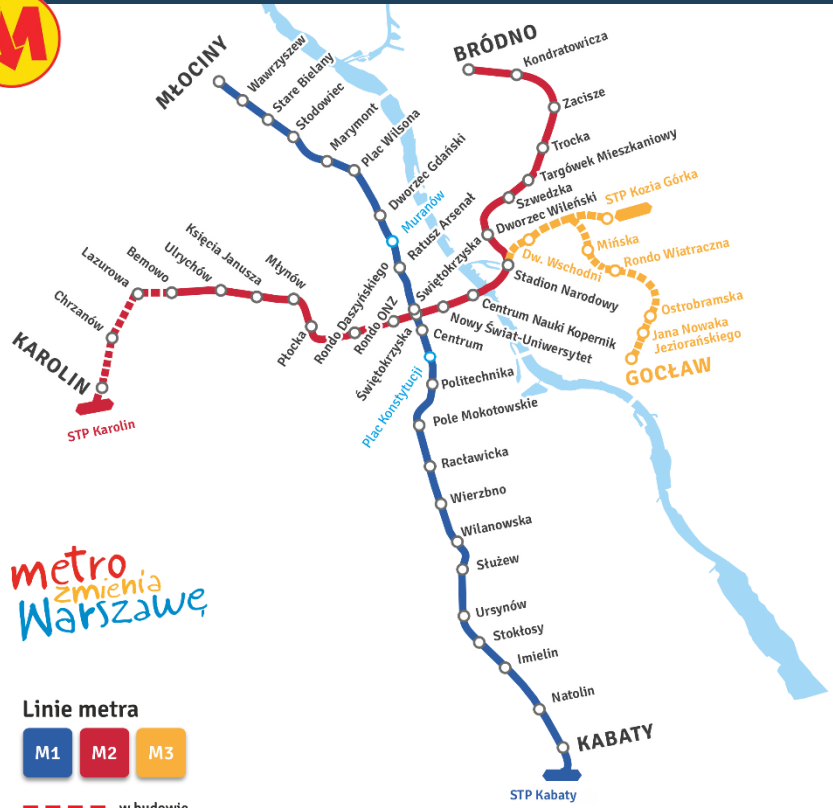 M
MŁOCINY
Wawrzyszew
Stare Bielany
Słodowiec
Marymont
Plac Wilsona
Dworzec Gdański
Muranów
Ratusz Arsenał
Świętokrzyska
BRÓDNO
Kondratowicza
Zacisze
Trocka
Targówek Mieszkaniowy
Szwedzka
Dworzec Wileński
STP Kozia Górka
Dw. Wschodni
Mińska
Rondo Wiatraczna
Stadion Narodowy
Ostrobramska
Jana Nowaka
Jeziorańskiego
GOCŁAW
Centrum Nauki Kopernik
Nowy Świat-Uniwersytet
Lazurowa
Bemowo
Ulrychów
Księcia Janusza
Młynów
Płocka
Rondo Daszyńskiego
Rondo ONZ
Świętokrzyska
Chrzanów
KAROLIN
STP Karolin
Centrum
Plac Konstytucji
Politechnika
Pole Mokotowskie
Racławicka
Wierzbno
Wilanowska
Służew
Ursynów
Stokłosy
Imielin
Natolin
KABATY
STP Kabaty
metro
zmienia
Warszawę
Linie metra
M1 M2 M3
w budowie